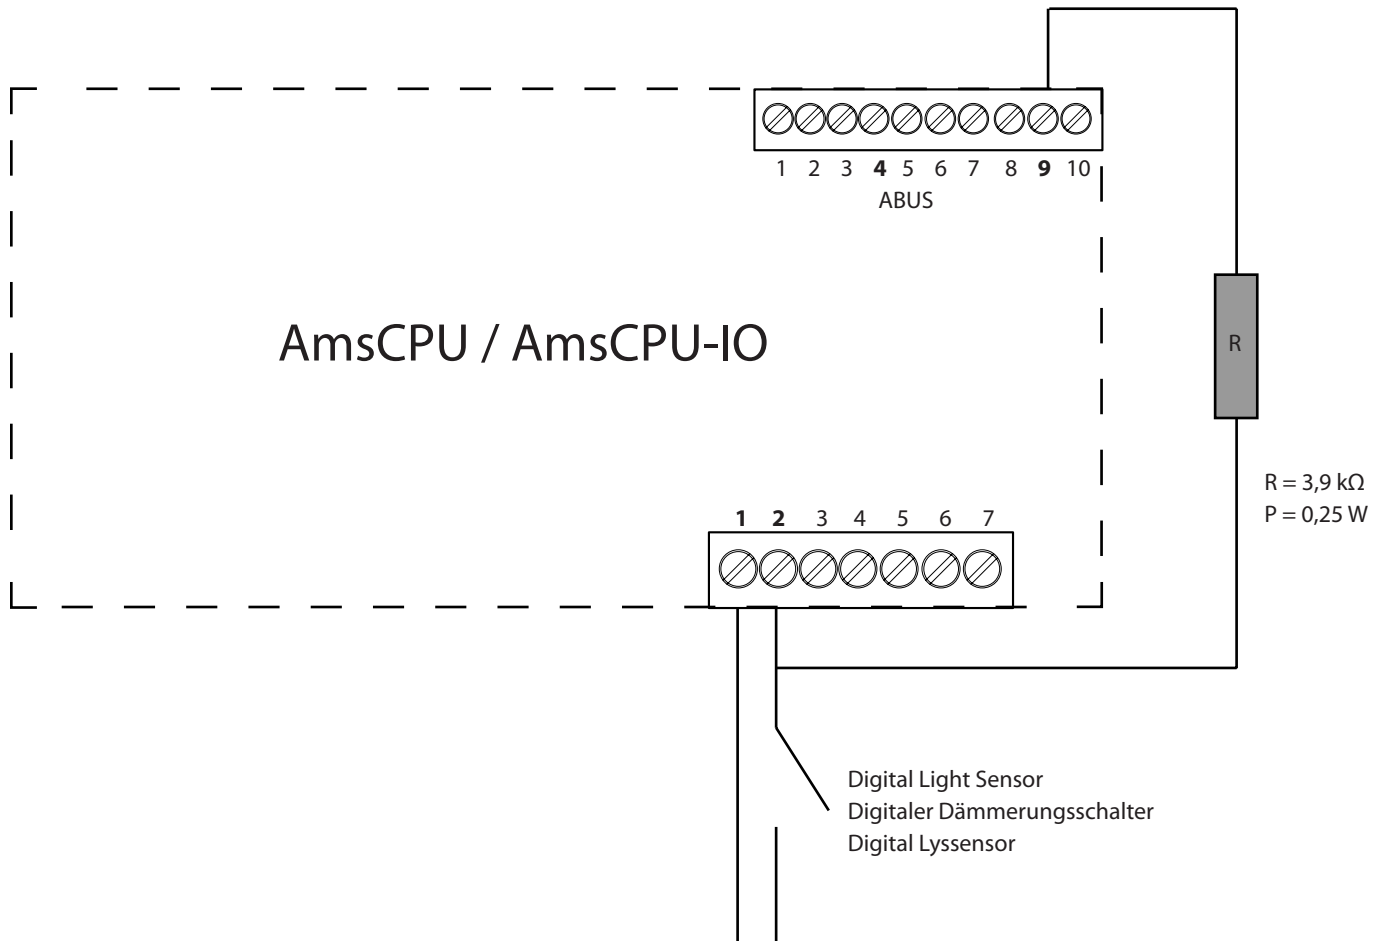 1 2 3 4 5 6 7 8 9 10
ABUS
AmsCPU / AmsCPU-IO
R
R = 3,9 kΩ
P = 0,25 W
1 2 3 4 5 6 7
Digital Light Sensor
Digitaler Dämmerungsschalter
Digital Lyssensor